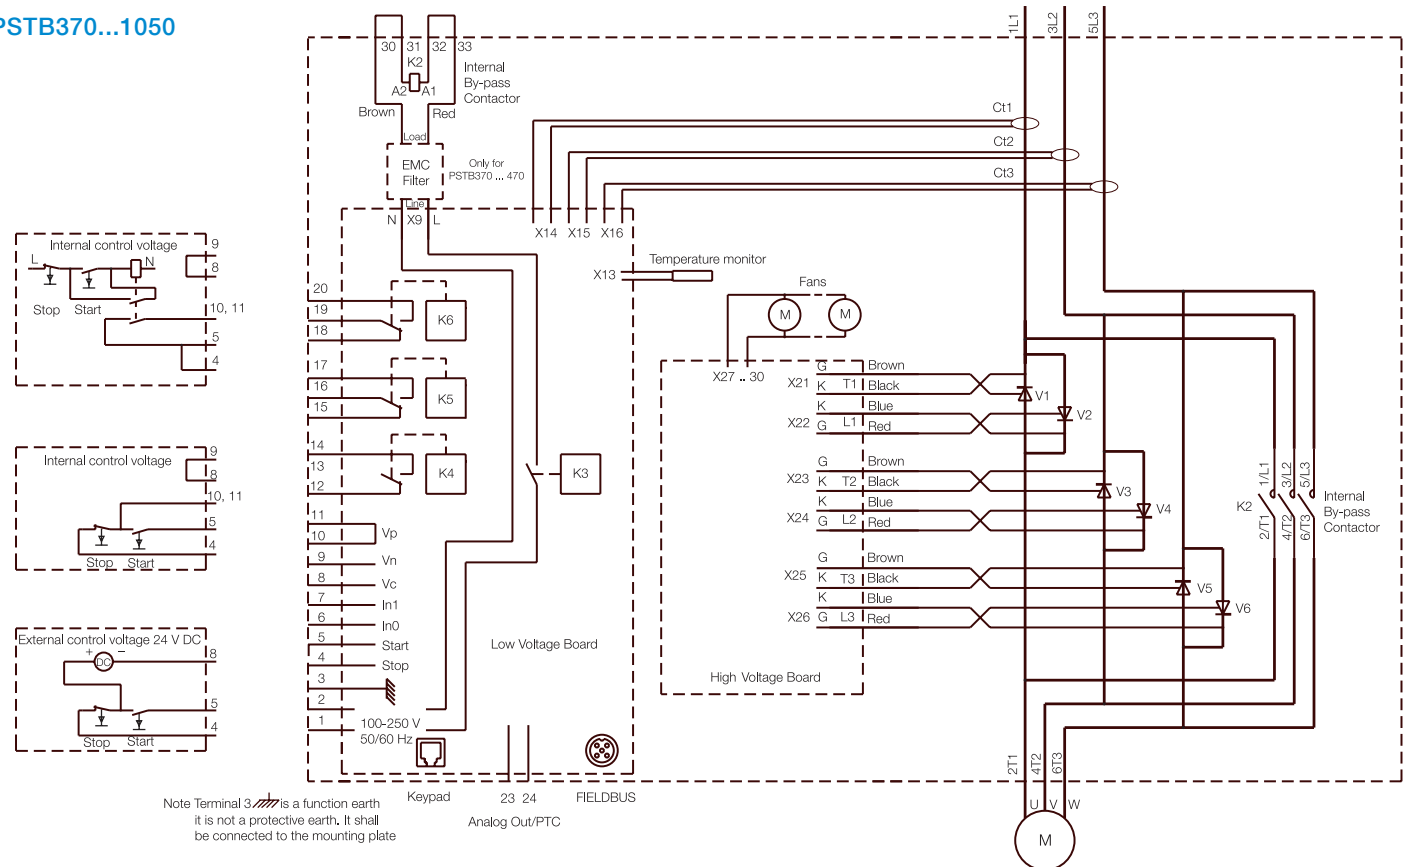 PSTB370...1050
1L1
3L2
5L3
30 31 32 33
K2
A2 A1
Internal
By-pass
Contactor
Brown
Red
Load
EMC
Filter
Only for
PSTB370 ... 470
Line
N X9 L
Ct1
Ct2
Ct3
X14 X15 X16
X13
Temperature monitor
Fans
M
M
X27 .. 30
Internal control voltage
L
N
Stop Start
9
8
10, 11
5
4
Internal control voltage
9
8
10, 11
5
4
Stop Start
External control voltage 24 V DC
+ −
DC
8
5
4
Stop Start
20
19
18
K6
17
16
15
K5
14
13
12
K4
K3
11
10
Vp
9
Vn
8
Vc
7
In1
6
In0
5
Start
4
Stop
3
2
1
100-250 V
50/60 Hz
Low Voltage Board
Keypad
23 24
Analog Out/PTC
FIELDBUS
G Brown
X21
K T1 Black
K Blue
X22
G L1 Red
G Brown
X23
K T2 Black
K Blue
X24
G L2 Red
G Brown
X25
K T3 Black
K Blue
X26 G L3 Red
High Voltage Board
V1
V2
V3
V4
V5
V6
K2
1/L1
3/L2
5/L3
2/T1
4/T2
6/T3
Internal
By-pass
Contactor
2T1
4T2
6T3
U V W
M
Note Terminal 3 is a function earth
it is not a protective earth. It shall
be connected to the mounting plate